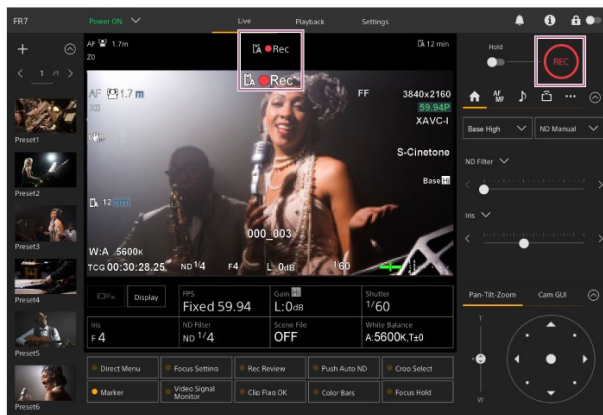 FR7
Power ON
Live
Playback
Settings
1 /1
AF 1.7m
Z0
A Rec
A 12 min
Hold
REC
AF 1.7 m
A Rec
FF
3840x2160
59.94P
XAVC-I
S-Cinetone
Base H
A 12
000_003
W:A 5600K
TCG 00:30:28.25 ND1/4 F4 L: 0dB 1/60
Preset1
Preset2
Preset3
Preset4
Preset5
Preset6
AF MF
Base High
ND Manual
ND Filter
Iris
Display
FPS
Fixed 59.94
Gain H
L:0dB
Shutter
1/60
Iris
F 4
ND Filter
ND 1/4
Scene File
OFF
White Balance
A:5600K,T±0
Direct Menu
Focus Setting
Rec Review
Push Auto ND
Crop Select
Marker
Video Signal
Monitor
Clip Flag OK
Color Bars
Focus Hold
Pan-Tilt-Zoom
Cam GUI
T
W